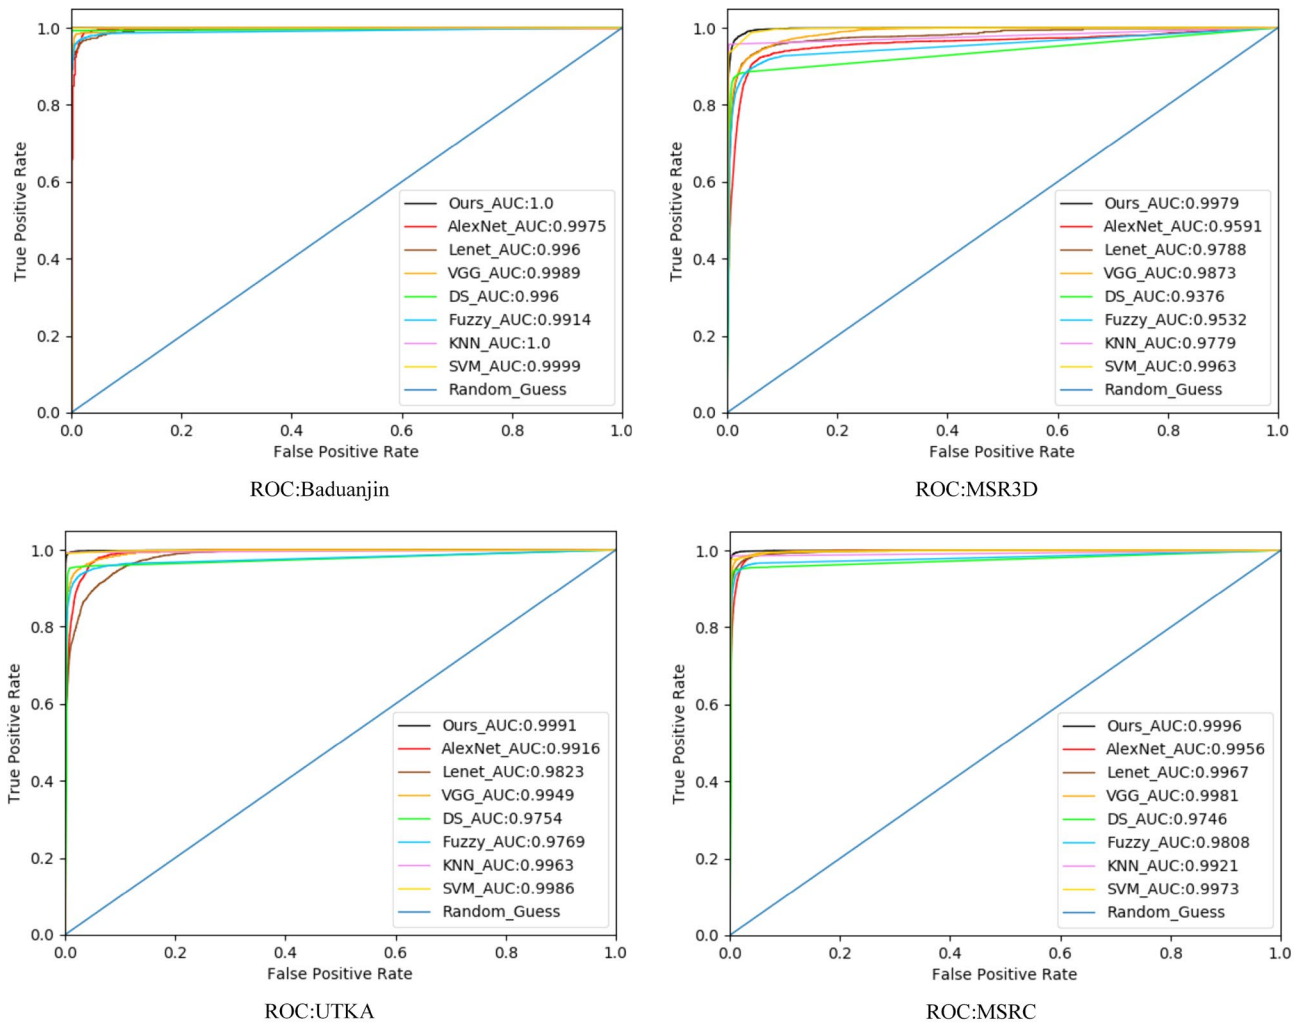 1.0
0.8
0.6
0.4
0.2
0.0
True Positive Rate
Ours_AUC:1.0
AlexNet_AUC:0.9975
Lenet_AUC:0.996
VGG_AUC:0.9989
DS_AUC:0.996
Fuzzy_AUC:0.9914
KNN_AUC:1.0
SVM_AUC:0.9999
Random_Guess
0.0 0.2 0.4 0.6 0.8 1.0
False Positive Rate
ROC:Baduanjin
1.0
0.8
0.6
0.4
0.2
0.0
True Positive Rate
Ours_AUC:0.9979
AlexNet_AUC:0.9591
Lenet_AUC:0.9788
VGG_AUC:0.9873
DS_AUC:0.9376
Fuzzy_AUC:0.9532
KNN_AUC:0.9779
SVM_AUC:0.9963
Random_Guess
0.0 0.2 0.4 0.6 0.8 1.0
False Positive Rate
ROC:MSR3D
1.0
0.8
0.6
0.4
0.2
0.0
True Positive Rate
Ours_AUC:0.9991
AlexNet_AUC:0.9916
Lenet_AUC:0.9823
VGG_AUC:0.9949
DS_AUC:0.9754
Fuzzy_AUC:0.9769
KNN_AUC:0.9963
SVM_AUC:0.9986
Random_Guess
0.0 0.2 0.4 0.6 0.8 1.0
False Positive Rate
ROC:UTKA
1.0
0.8
0.6
0.4
0.2
0.0
True Positive Rate
Ours_AUC:0.9996
AlexNet_AUC:0.9956
Lenet_AUC:0.9967
VGG_AUC:0.9981
DS_AUC:0.9746
Fuzzy_AUC:0.9808
KNN_AUC:0.9921
SVM_AUC:0.9973
Random_Guess
0.0 0.2 0.4 0.6 0.8 1.0
False Positive Rate
ROC:MSRC